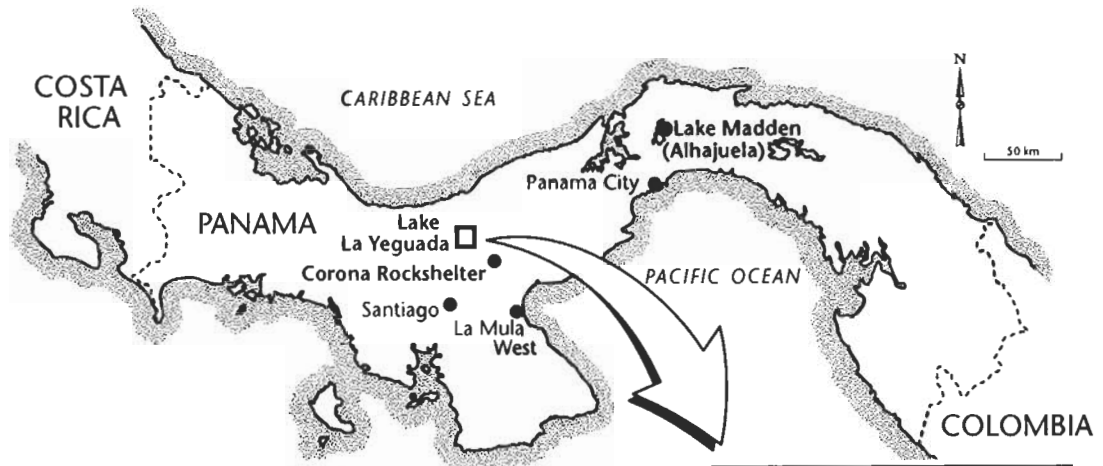 COSTA
RICA
CARIBBEAN SEA
N
Lake Madden
(Alhajuela)
50 km
Panama City
PANAMA
Lake
La Yeguada
Corona Rockshelter
PACIFIC OCEAN
Santiago
La Mula
West
COLOMBIA